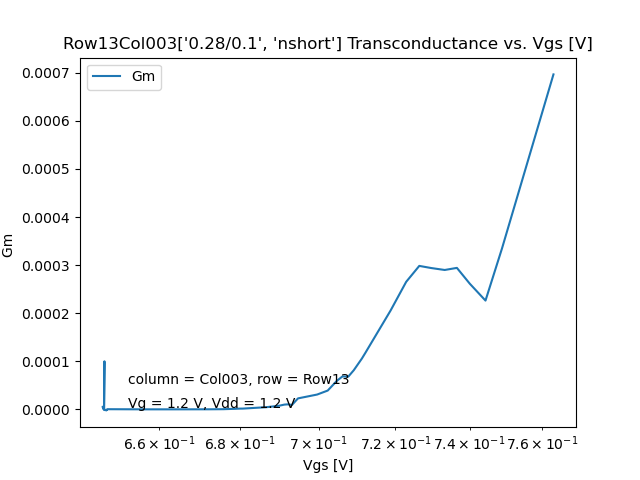 Row13Col003['0.28/0.1', 'nshort'] Transconductance vs. Vgs [V]
Gm
0.0007
0.0006
0.0005
0.0004
0.0003
0.0002
0.0001
0.0000
Gm
column = Col003, row = Row13
Vg = 1.2 V, Vdd = 1.2 V
6.6 × 10⁻¹ 6.8 × 10⁻¹ 7 × 10⁻¹ 7.2 × 10⁻¹ 7.4 × 10⁻¹ 7.6 × 10⁻¹
Vgs [V]